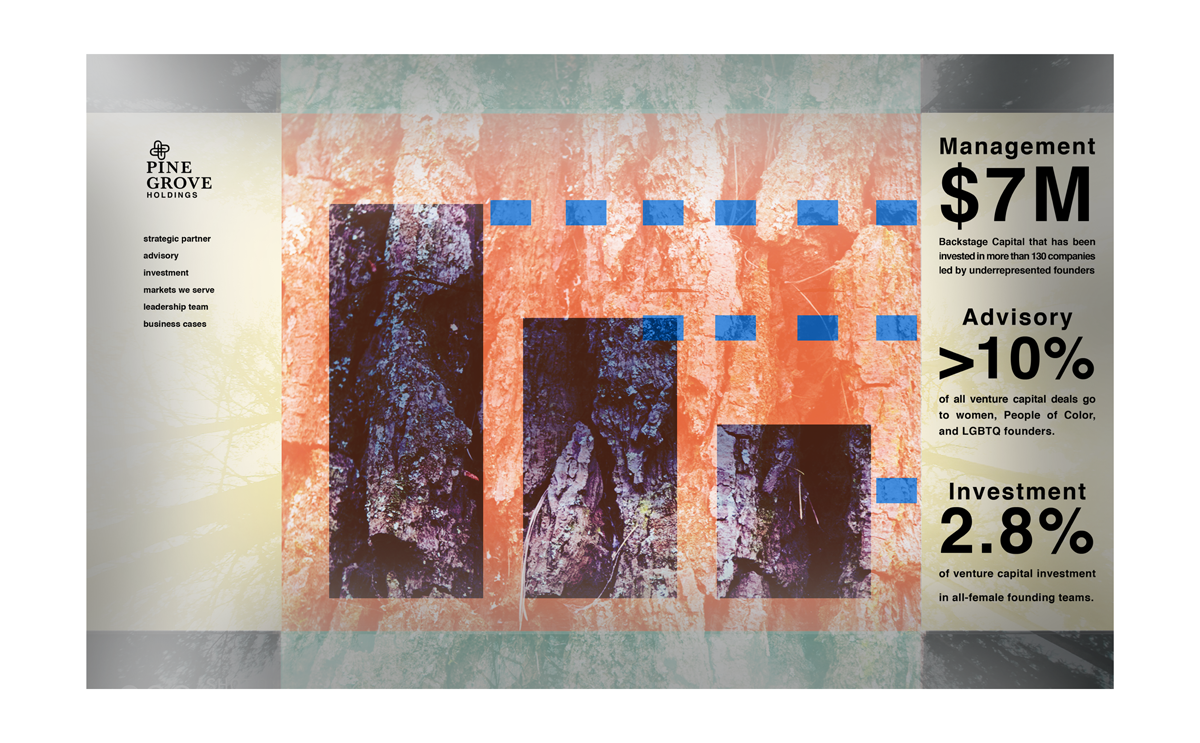 PINE
GROVE
HOLDINGS
strategic partner
advisory
investment
markets we serve
leadership team
business cases
Management
$7M
Backstage Capital that has been
invested in more than 130 companies
led by underrepresented founders
Advisory
>10%
of all venture capital deals go
to women, People of Color,
and LGBTQ founders.
Investment
2.8%
of venture capital investment
in all-female founding teams.